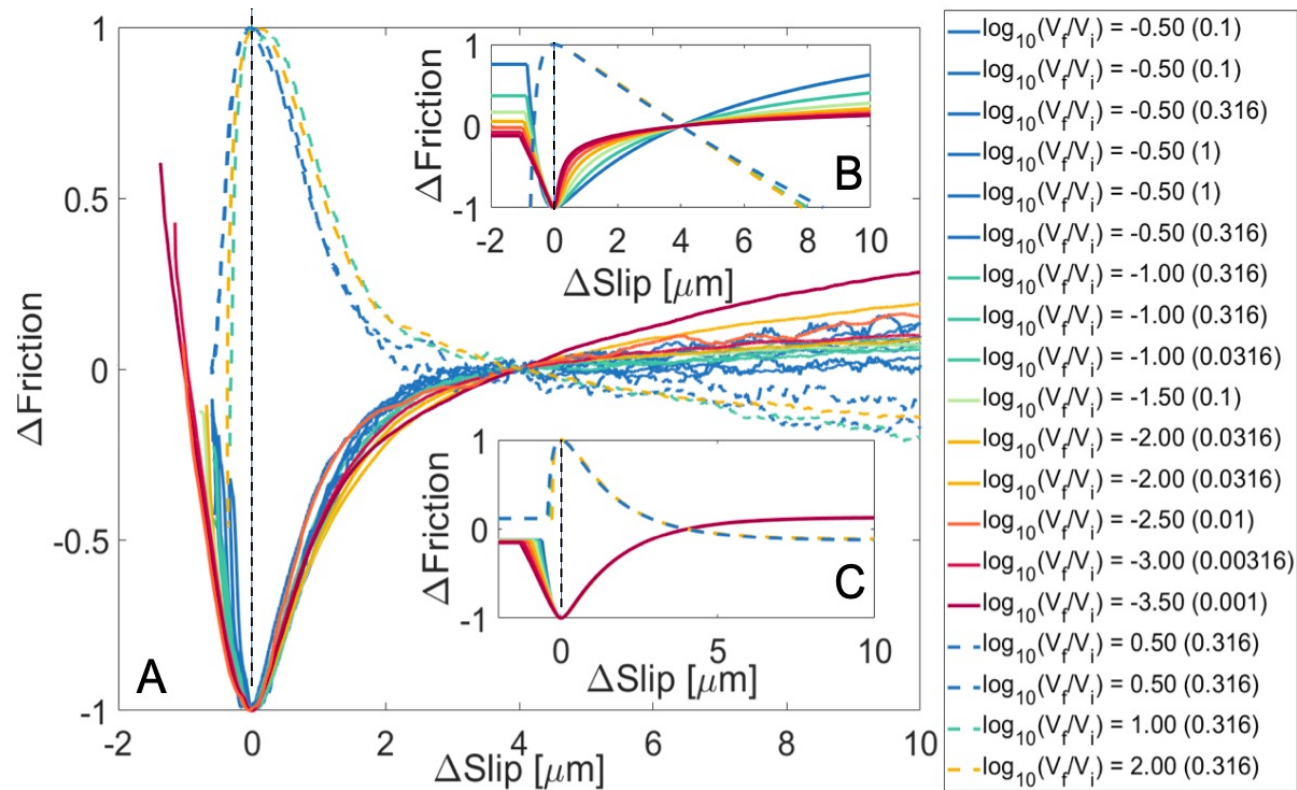 1
0.5
0
-0.5
-1
-2
0
2
4
6
8
10
ΔFriction
ΔSlip [μm]
A
1
0
-1
-2
0
2
4
6
8
10
ΔFriction
ΔSlip [μm]
B
1
0
-1
0
5
10
ΔFriction
ΔSlip [μm]
C
log10(Vf/Vi) = -0.50 (0.1)
log10(Vf/Vi) = -0.50 (0.1)
log10(Vf/Vi) = -0.50 (0.316)
log10(Vf/Vi) = -0.50 (1)
log10(Vf/Vi) = -0.50 (1)
log10(Vf/Vi) = -0.50 (0.316)
log10(Vf/Vi) = -1.00 (0.316)
log10(Vf/Vi) = -1.00 (0.316)
log10(Vf/Vi) = -1.00 (0.0316)
log10(Vf/Vi) = -1.50 (0.1)
log10(Vf/Vi) = -2.00 (0.0316)
log10(Vf/Vi) = -2.00 (0.0316)
log10(Vf/Vi) = -2.50 (0.01)
log10(Vf/Vi) = -3.00 (0.00316)
log10(Vf/Vi) = -3.50 (0.001)
log10(Vf/Vi) = 0.50 (0.316)
log10(Vf/Vi) = 0.50 (0.316)
log10(Vf/Vi) = 1.00 (0.316)
log10(Vf/Vi) = 2.00 (0.316)